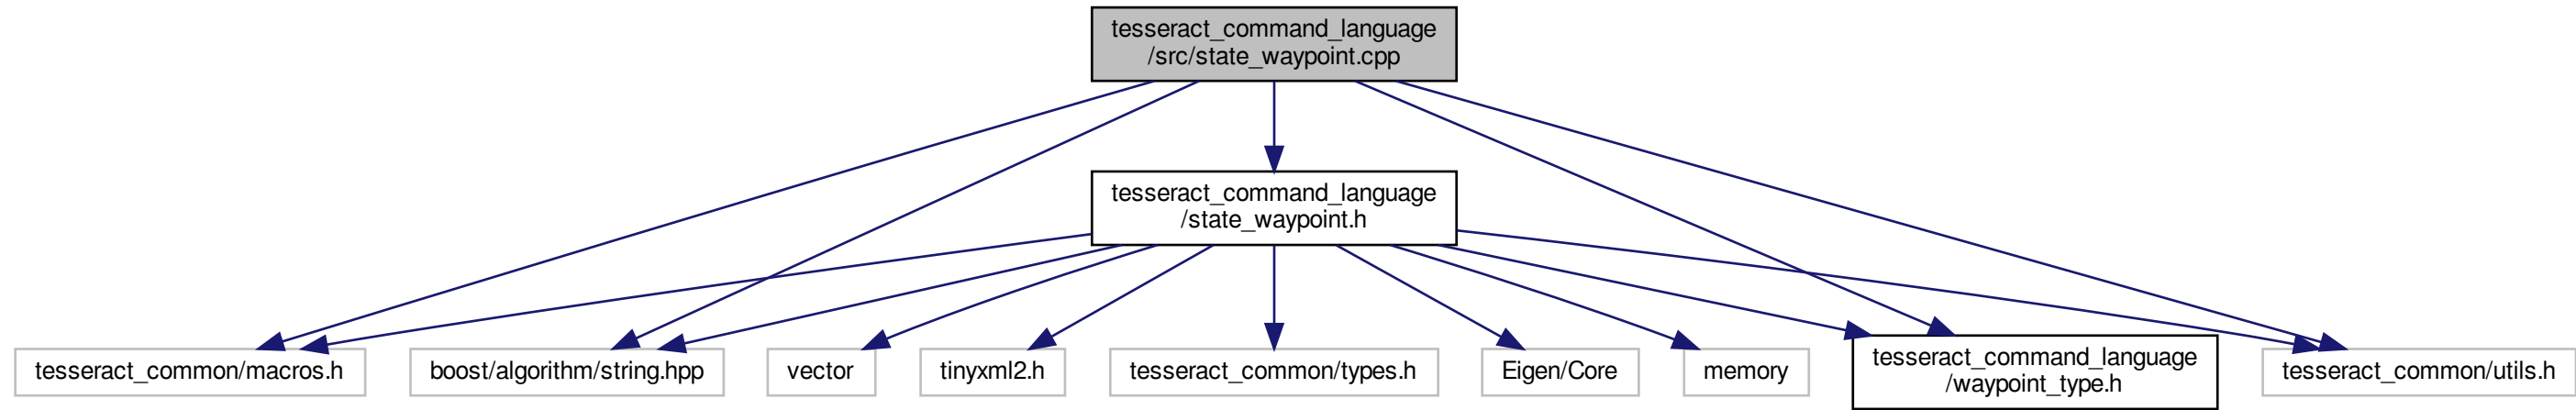 tesseract_command_language
/src/state_waypoint.cpp
tesseract_command_language
/state_waypoint.h
tesseract_common/macros.h
boost/algorithm/string.hpp
vector
tinyxml2.h
tesseract_common/types.h
Eigen/Core
memory
tesseract_command_language
/waypoint_type.h
tesseract_common/utils.h